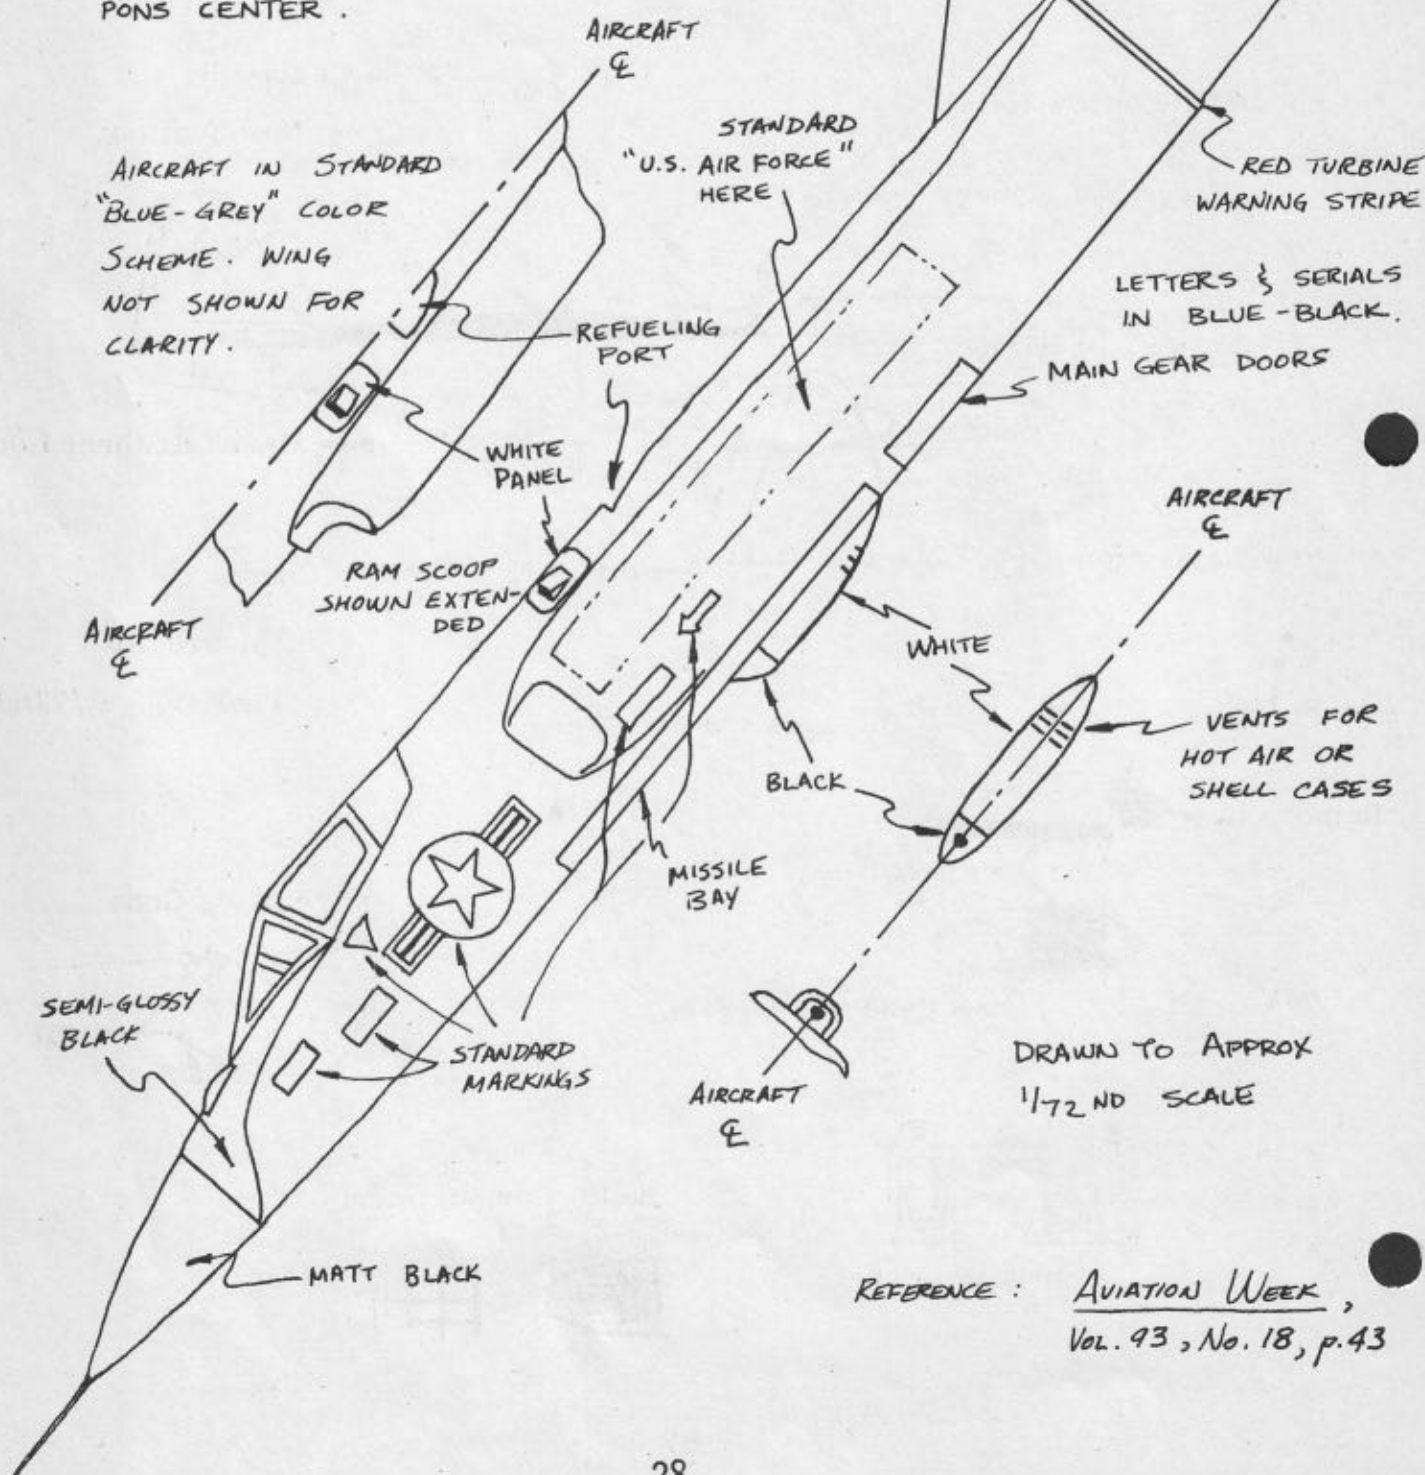 PONS CENTER.
AIRCRAFT
℄
AIRCRAFT IN STANDARD
"BLUE-GREY" COLOR
SCHEME. WING
NOT SHOWN FOR
CLARITY.
STANDARD
"U.S. AIR FORCE"
HERE
RED TURBINE
WARNING STRIPE
LETTERS & SERIALS
IN BLUE-BLACK.
MAIN GEAR DOORS
REFUELING
PORT
WHITE
PANEL
RAM SCOOP
SHOWN EXTEN-
DED
AIRCRAFT
℄
AIRCRAFT
℄
WHITE
VENTS FOR
HOT AIR OR
SHELL CASES
BLACK
MISSILE
BAY
SEMI-GLOSSY
BLACK
STANDARD
MARKINGS
AIRCRAFT
℄
DRAWN TO APPROX
1/72 ND SCALE
MATT BLACK
REFERENCE: AVIATION WEEK,
VOL. 93, No. 18, p.43
28